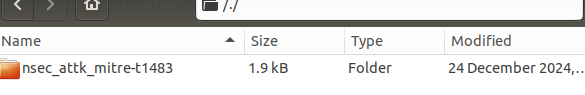 /./
Name Size Type Modified
nsec_attk_mitre-t1483 1.9 kB Folder 24 December 2024,...